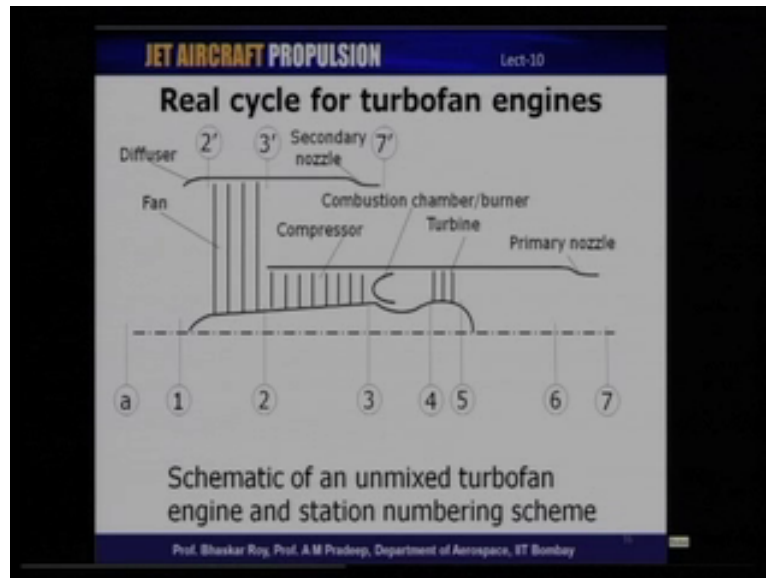 JET AIRCRAFT PROPULSION
Lect-10
Real cycle for turbofan engines
2'
3'
Secondary
nozzle
7'
Diffuser
Fan
Combustion chamber/burner
Compressor
Turbine
Primary nozzle
a
1
2
3
4
5
6
7
Schematic of an unmixed turbofan
engine and station numbering scheme
Prof. Bhaskar Roy, Prof. A M Pradeep, Department of Aerospace, IIT Bombay